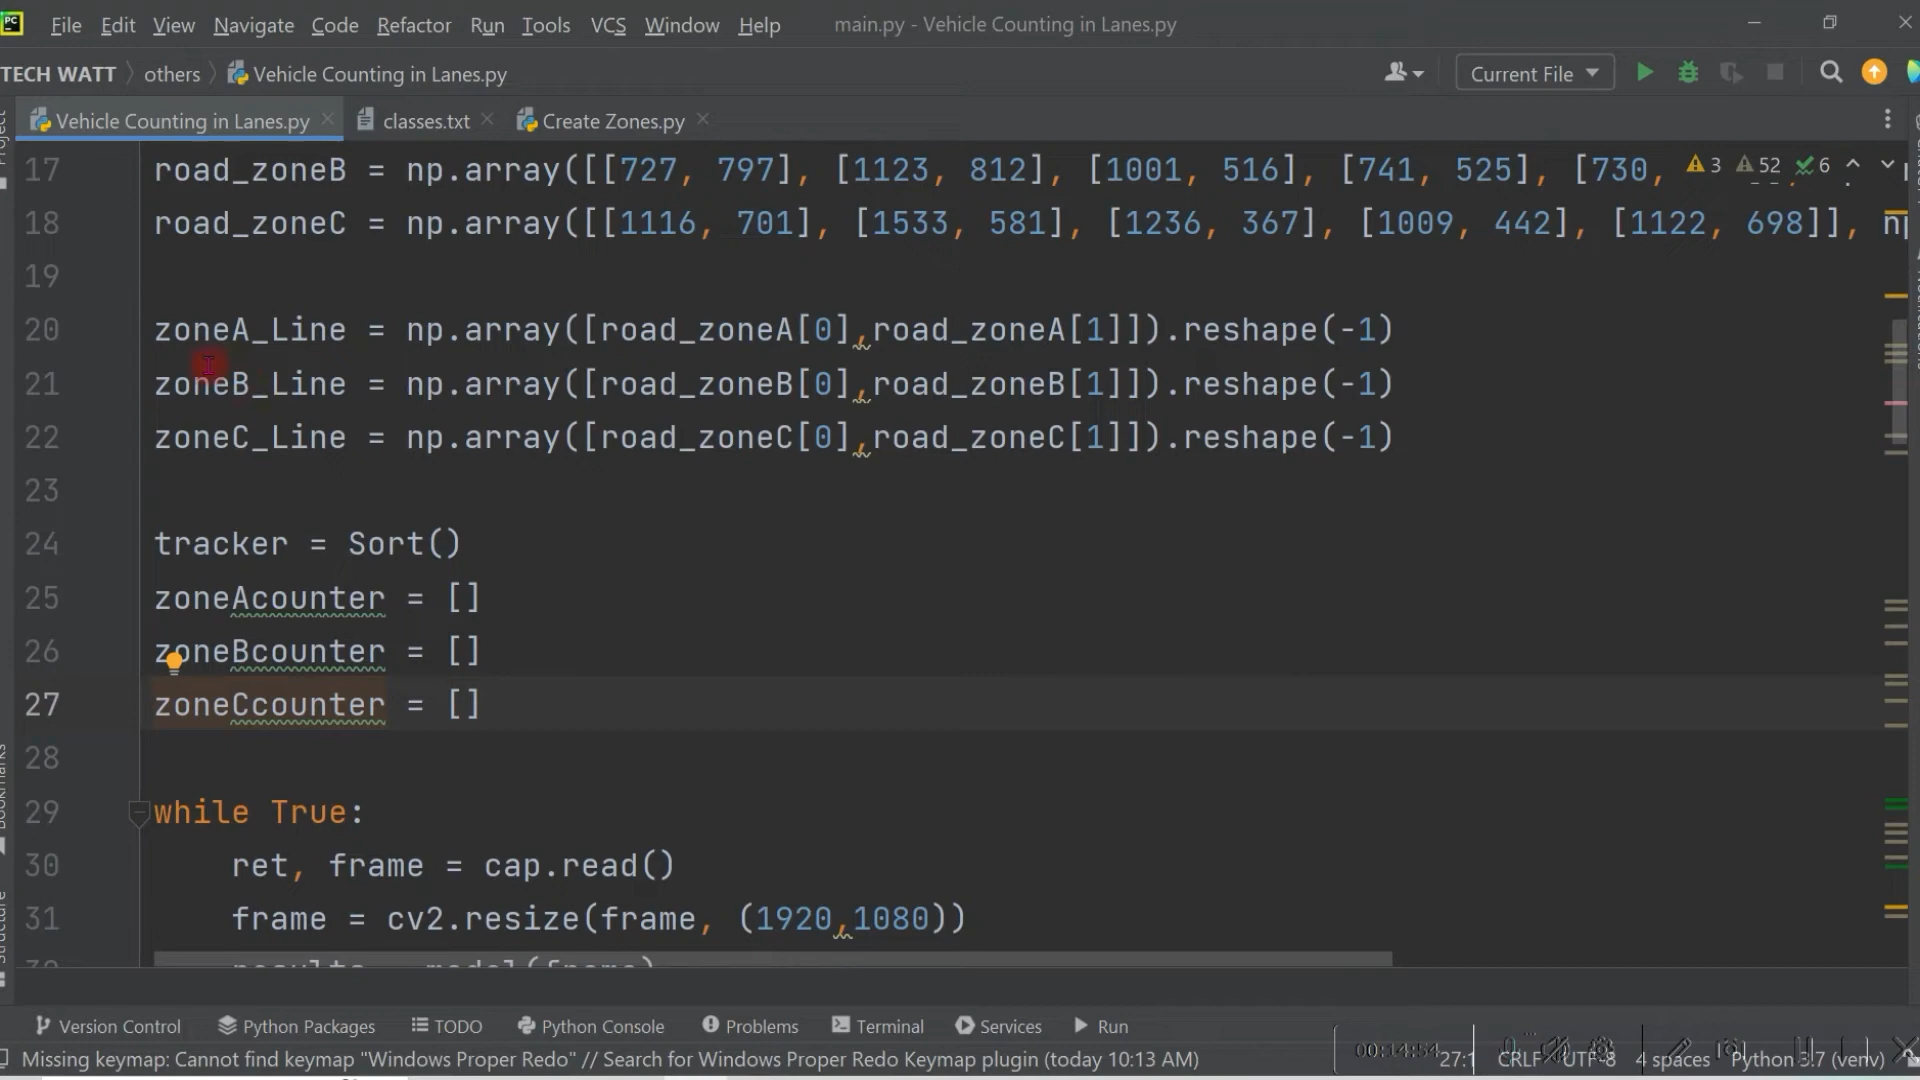 File Edit View Navigate Code Refactor Run Tools VCS Window Help main.py - Vehicle Counting in Lanes.py
TECH WATT others Vehicle Counting in Lanes.py Current File
Vehicle Counting in Lanes.py classes.txt Create Zones.py
17 road_zoneB = np.array([[727, 797], [1123, 812], [1001, 516], [741, 525], [730, 3 52 6
18 road_zoneC = np.array([[1116, 701], [1533, 581], [1236, 367], [1009, 442], [1122, 698]], n
19
20 zoneA_Line = np.array([road_zoneA[0],road_zoneA[1]]).reshape(-1)
21 zoneB_Line = np.array([road_zoneB[0],road_zoneB[1]]).reshape(-1)
22 zoneC_Line = np.array([road_zoneC[0],road_zoneC[1]]).reshape(-1)
23
24 tracker = Sort()
25 zoneAcounter = []
26 zoneBcounter = []
27 zoneCcounter = []
28
29 while True:
30 ret, frame = cap.read()
31 frame = cv2.resize(frame, (1920,1080))
Version Control Python Packages TODO Python Console Problems Terminal Services Run
Missing keymap: Cannot find keymap "Windows Proper Redo" // Search for Windows Proper Redo Keymap plugin (today 10:13 AM) 00:14:54 27:1 CRLF UTF-8 4 spaces Python 3.7 (venv)